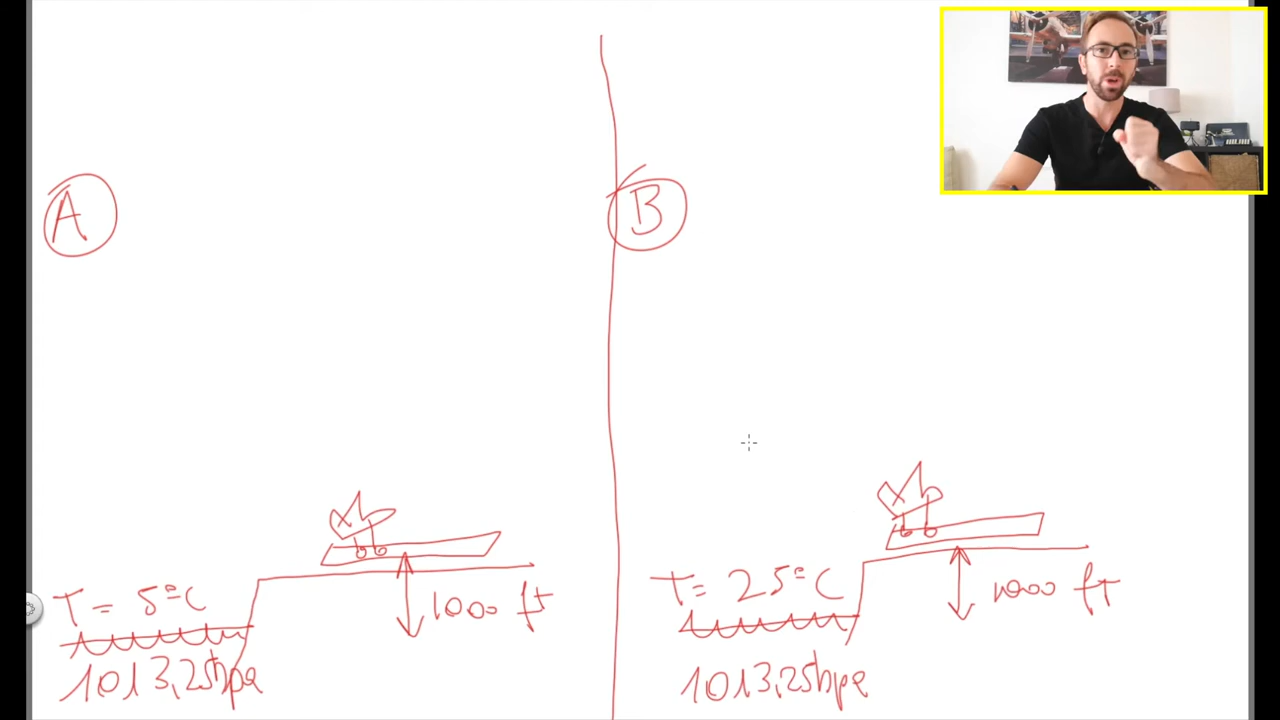 A
T = 5°C
1000 ft
1013,25hpa
B
T = 25°C
1000 ft
1013,25hpa